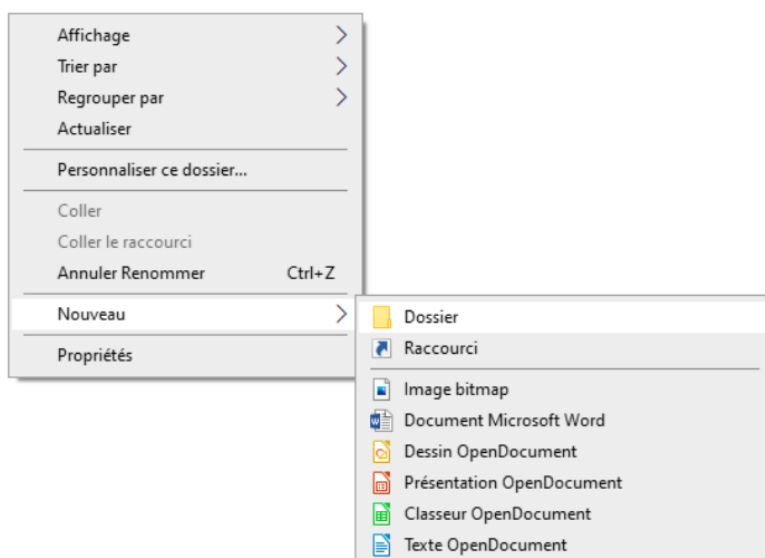 Affichage
Trier par
Regrouper par
Actualiser
Personnaliser ce dossier...
Coller
Coller le raccourci
Annuler Renommer Ctrl+Z
Nouveau
Propriétés
Dossier
Raccourci
Image bitmap
Document Microsoft Word
Dessin OpenDocument
Présentation OpenDocument
Classeur OpenDocument
Texte OpenDocument